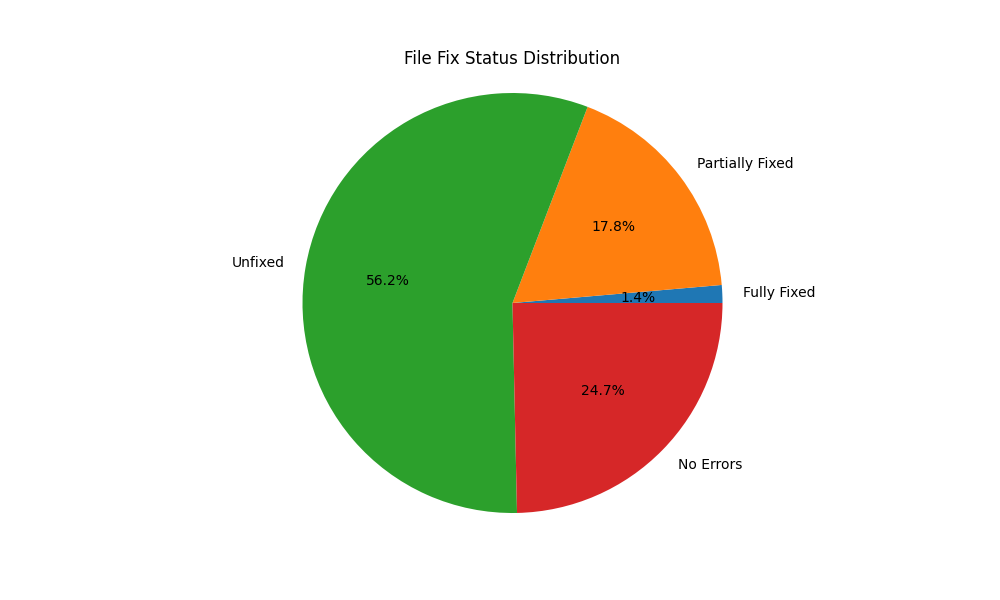 File Fix Status Distribution
Partially Fixed
17.8%
Unfixed
56.2%
Fully Fixed
1.4%
24.7%
No Errors